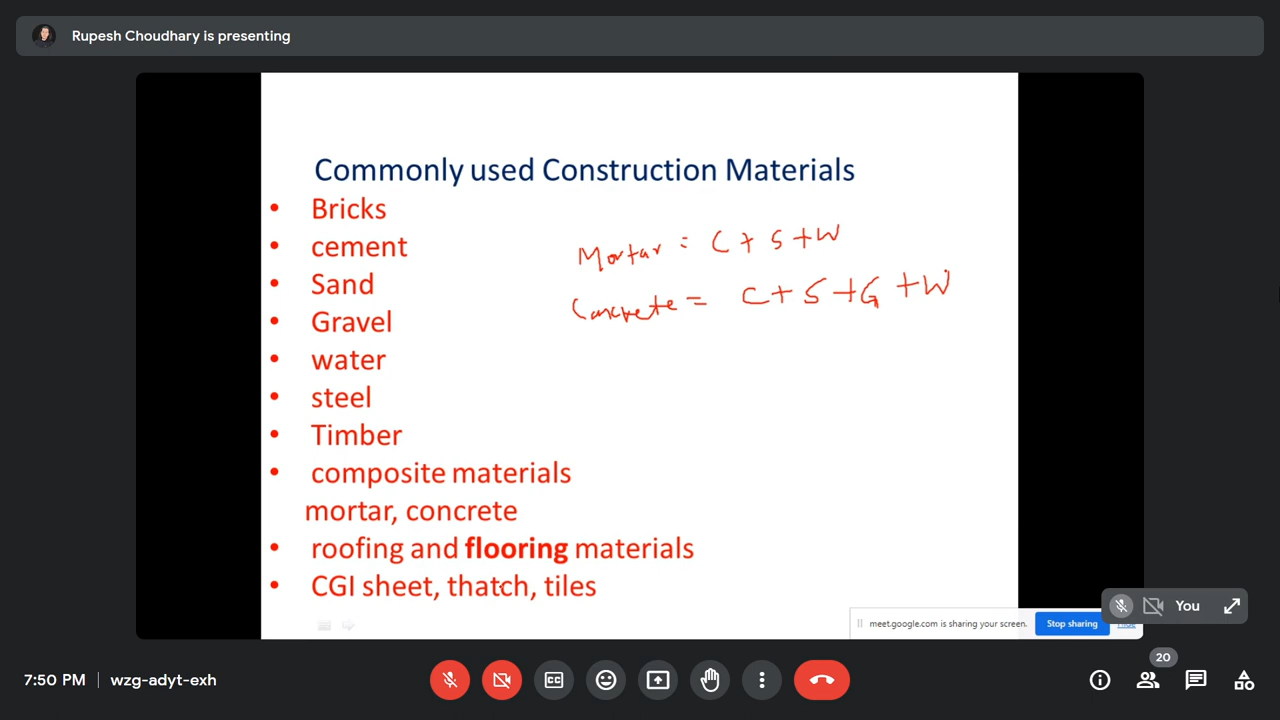 Rupesh Choudhary is presenting
Commonly used Construction Materials
• Bricks
• cement
• Sand
• Gravel
• water
• steel
• Timber
• composite materials
mortar, concrete
• roofing and flooring materials
• CGI sheet, thatch, tiles
Mortar = C + S + W
Concrete = C + S + G + W
You
meet.google.com is sharing your screen.
Stop sharing
Hide
20
7:50 PM | wzg-adyt-exh
CC